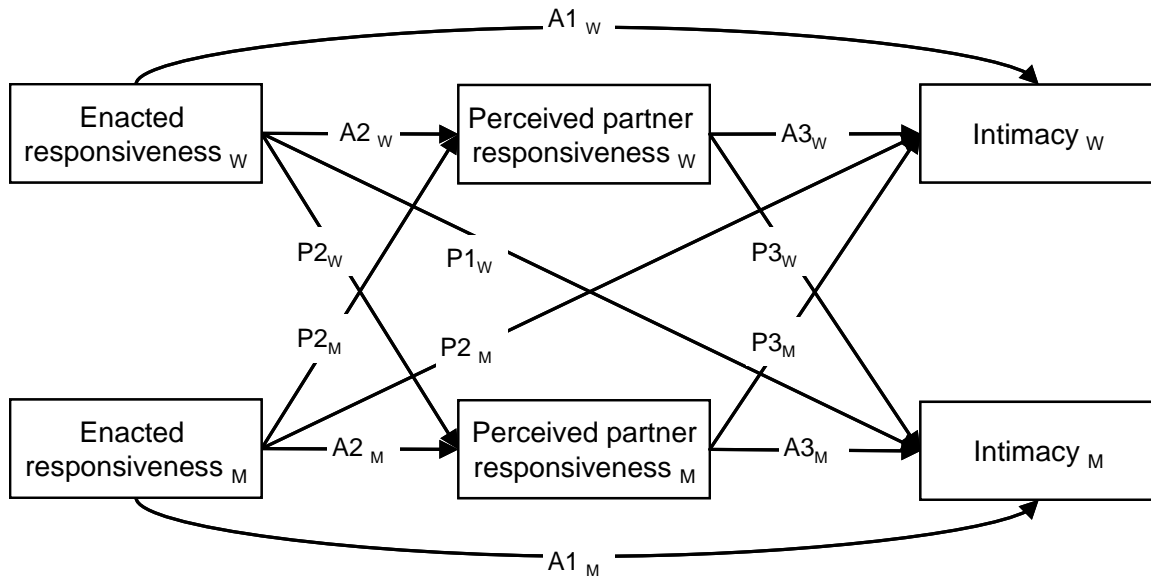 A1 W
Enacted
responsiveness W
A2 W
Perceived partner
responsiveness W
A3W
Intimacy W
P2W
P1W
P3W
P2M
P2 M
P3M
Enacted
responsiveness M
A2 M
Perceived partner
responsiveness M
A3M
Intimacy M
A1 M